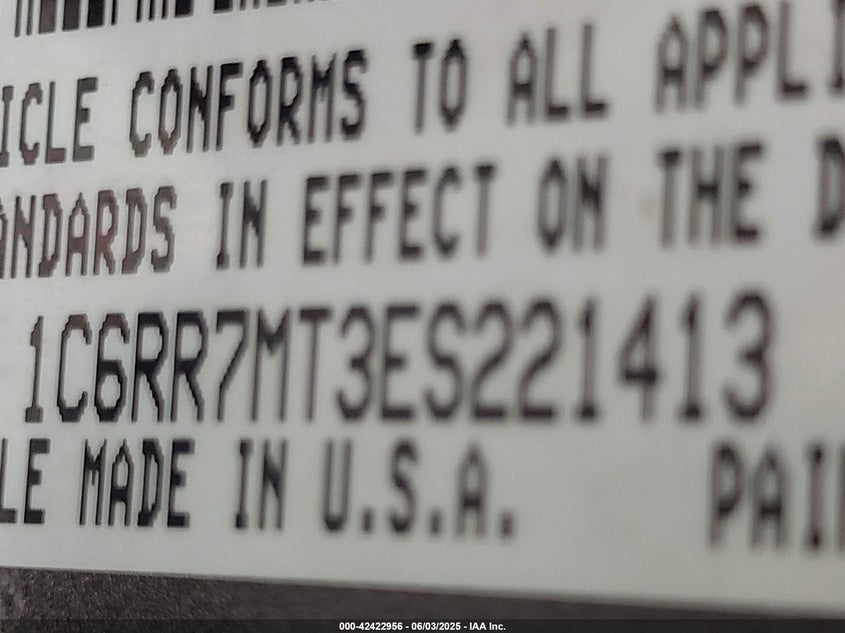 ICLE CONFORMS TO ALL APPLI
ANDARDS IN EFFECT ON THE D
1C6RR7MT3ES221413
LE MADE IN U.S.A. PAI
000-42422956 - 06/03/2025 - IAA Inc.